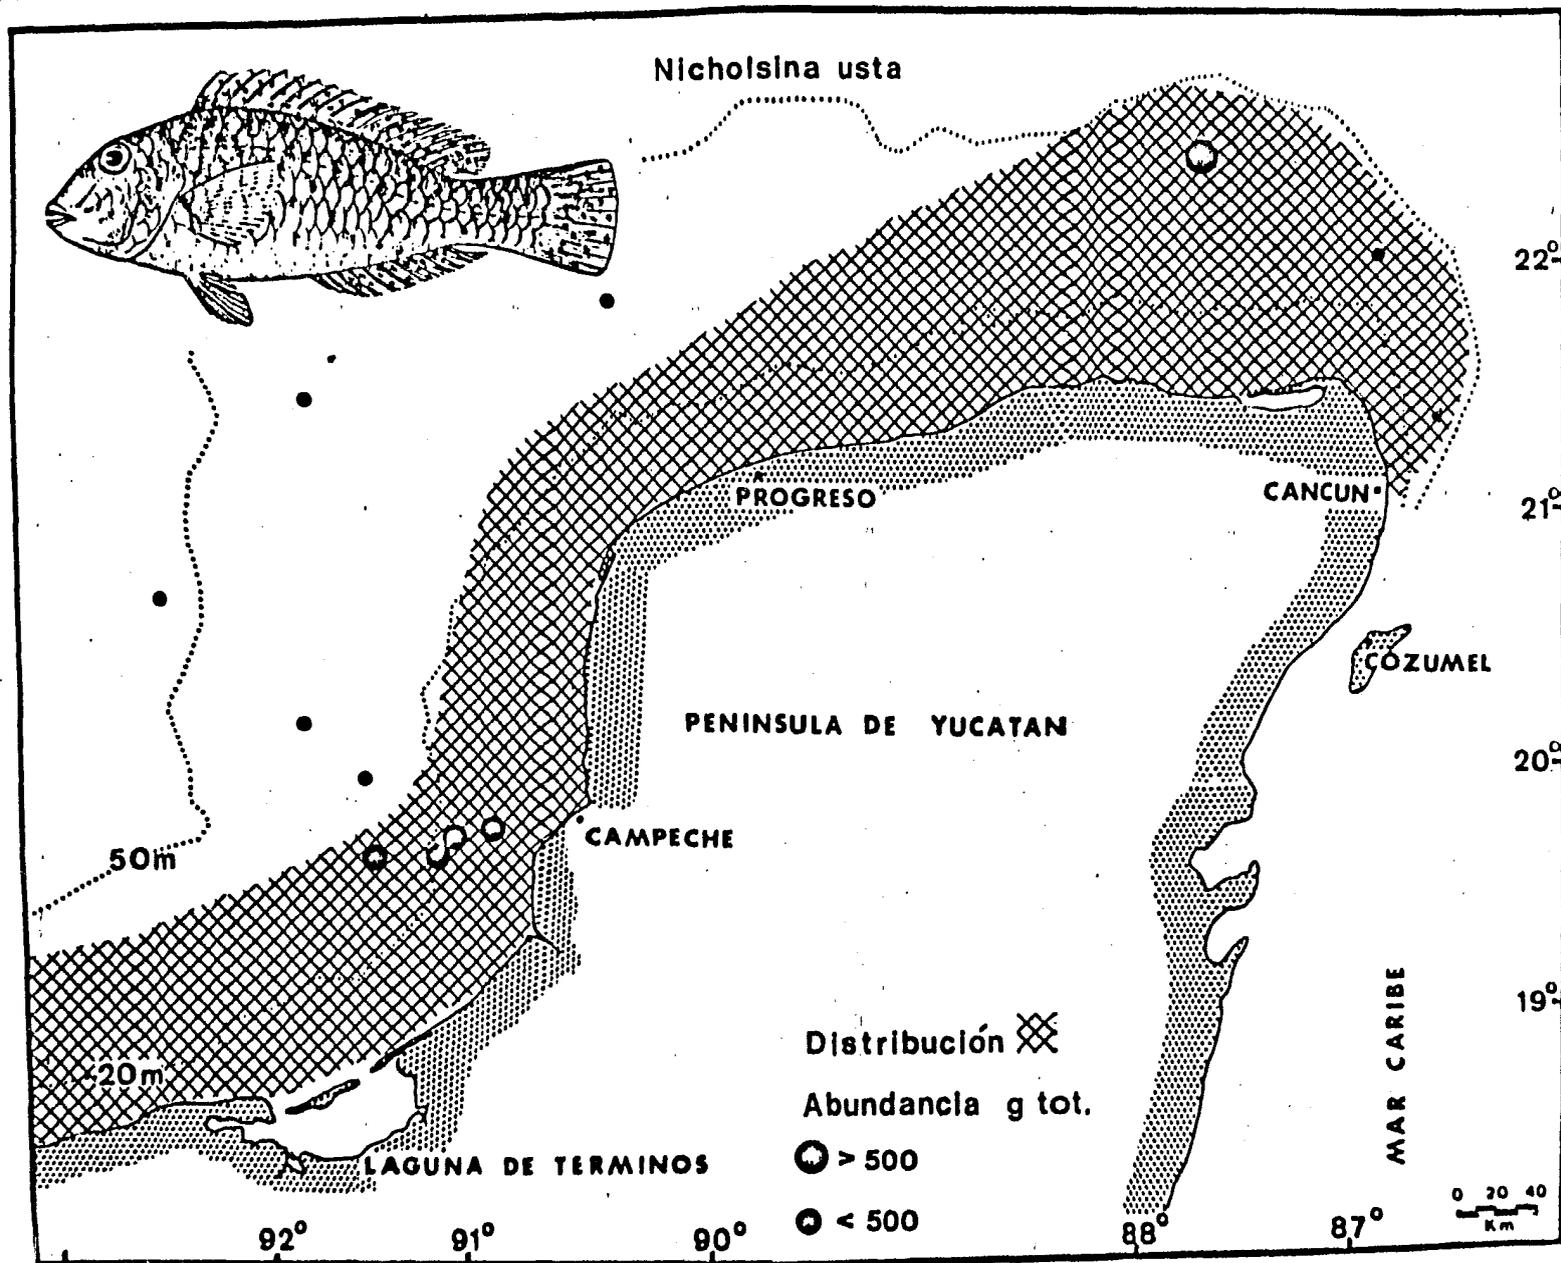 Nicholsina usta
22°
PROGRESO
CANCUN
21°
COZUMEL
PENINSULA DE YUCATAN
20°
CAMPECHE
50m
19°
MAR CARIBE
Distribución
20m
Abundancia g tot.
LAGUNA DE TERMINOS
> 500
< 500
0 20 40
Km
92° 91° 90° 88° 87°